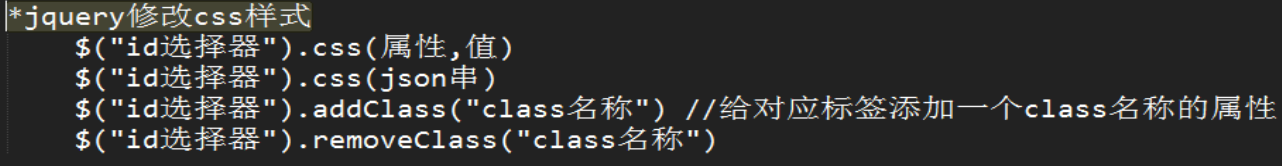 *jquery修改css样式
$("id选择器").css(属性,值)
$("id选择器").css(json串)
$("id选择器").addClass("class名称") //给对应标签添加一个class名称的属性
$("id选择器").removeClass("class名称")